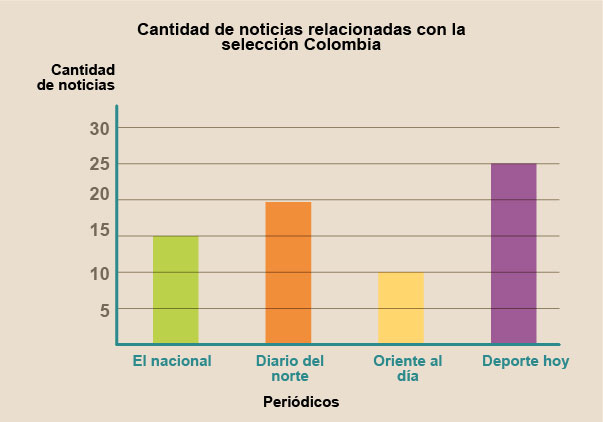 Cantidad de noticias relacionadas con la
selección Colombia
Cantidad
de noticias
30
25
20
15
10
5
El nacional
Diario del
norte
Oriente al
día
Deporte hoy
Periódicos